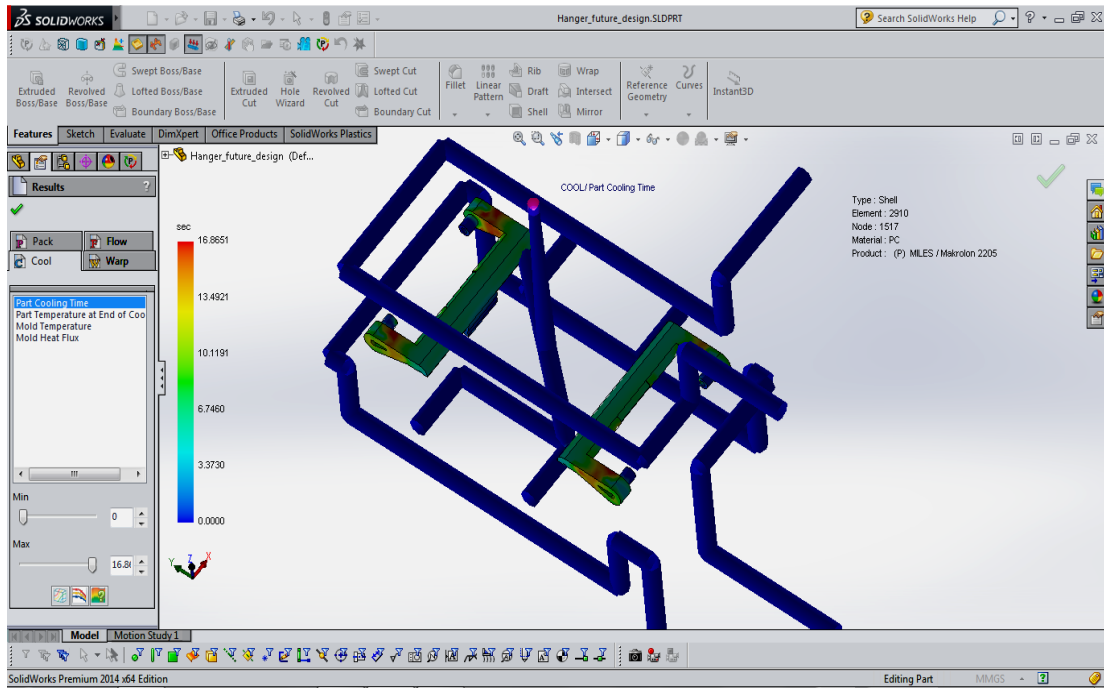 SOLIDWORKS
Hanger_future_design.SLDPRT
Search SolidWorks Help
Extruded Boss/Base
Revolved Boss/Base
Swept Boss/Base
Lofted Boss/Base
Boundary Boss/Base
Extruded Cut
Hole Wizard
Revolved Cut
Swept Cut
Lofted Cut
Boundary Cut
Fillet
Linear Pattern
Rib
Draft
Shell
Wrap
Intersect
Mirror
Reference Geometry
Curves
Instant3D
Features Sketch Evaluate DimXpert Office Products SolidWorks Plastics
Hanger_future_design (Def...
Results ?
Pack Flow
Cool Warp
Part Cooling Time
Part Temperature at End of Coo
Mold Temperature
Mold Heat Flux
Min
0
Max
16.8
sec
16.8651
13.4921
10.1191
6.7460
3.3730
0.0000
COOL/ Part Cooling Time
Type : Shell
Element : 2910
Node : 1517
Material : PC
Product : (P) MILES / Makrolon 2205
Y Z X
Model Motion Study 1
SolidWorks Premium 2014 x64 Edition
Editing Part MMGS